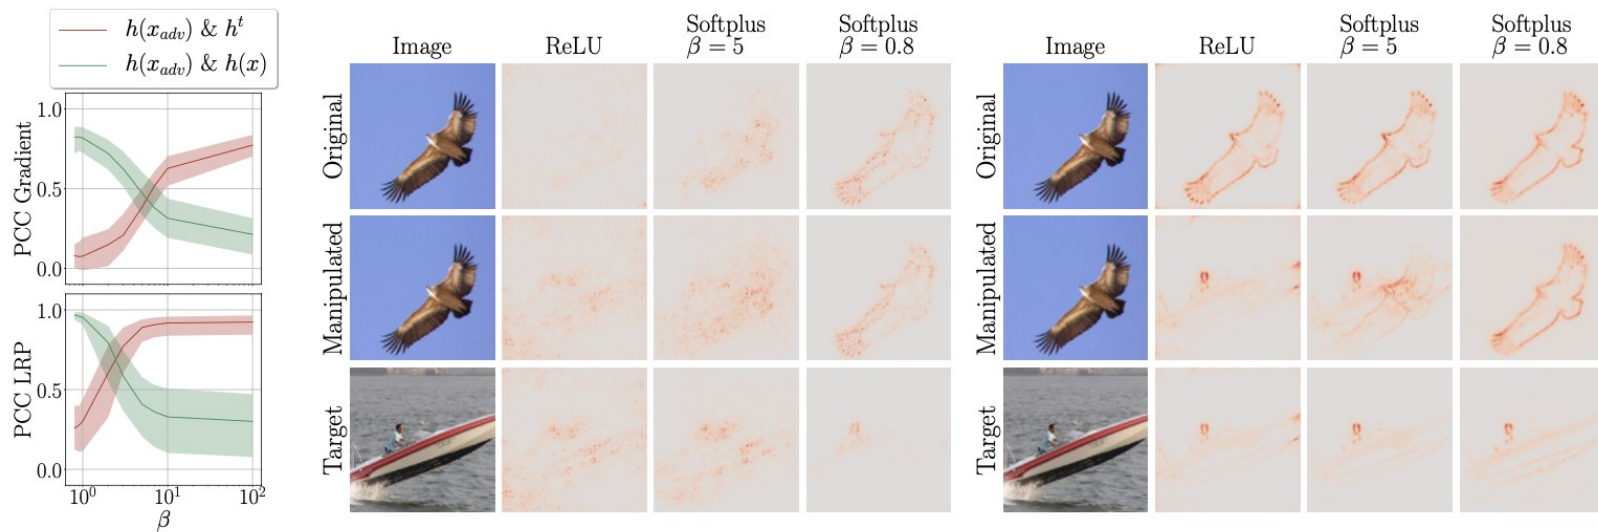 h(x_adv) & h^t
h(x_adv) & h(x)
PCC Gradient
1.0
0.5
0.0
PCC LRP
1.0
0.5
0.0
10^0 10^1 10^2
β
Image ReLU Softplus β = 5 Softplus β = 0.8
Original
Manipulated
Target
Image ReLU Softplus β = 5 Softplus β = 0.8
Original
Manipulated
Target